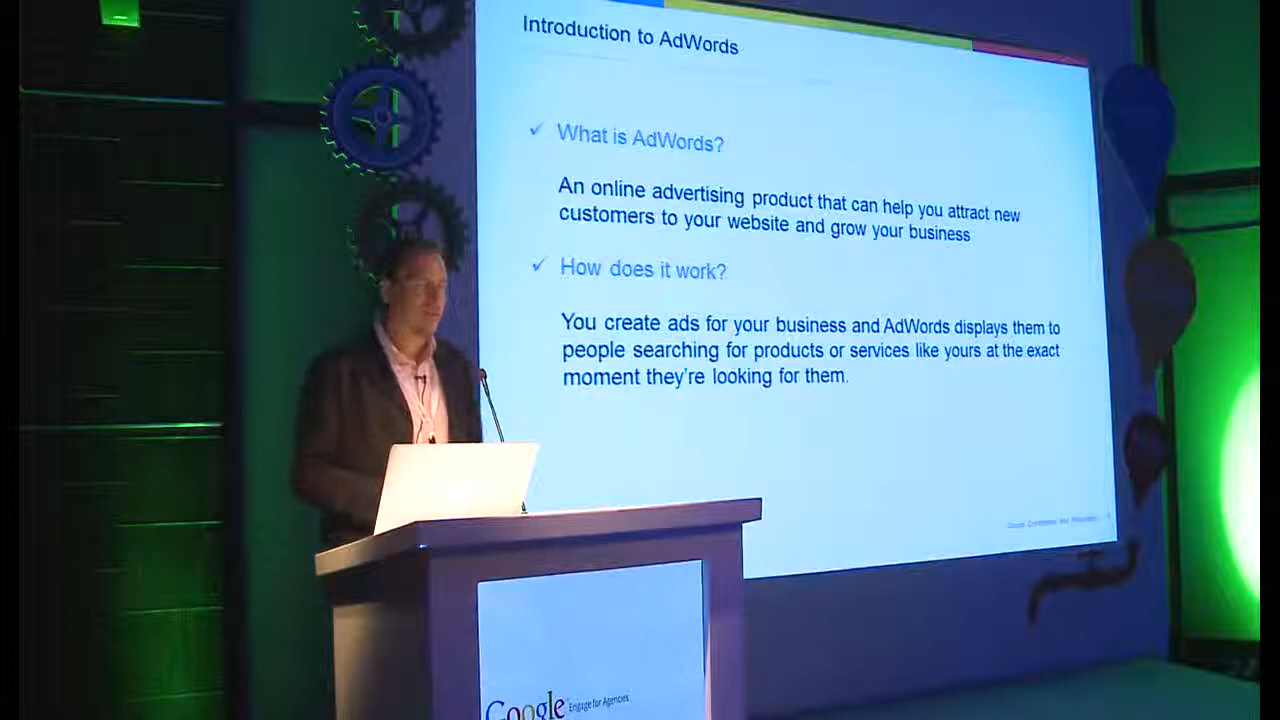 Introduction to AdWords
✓ What is AdWords?
An online advertising product that can help you attract new
customers to your website and grow your business
✓ How does it work?
You create ads for your business and AdWords displays them to
people searching for products or services like yours at the exact
moment they're looking for them.
Google Engage for Agencies